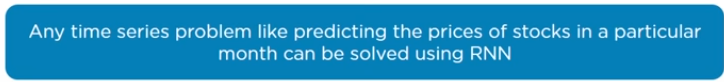 Any time series problem like predicting the prices of stocks in a particular
month can be solved using RNN